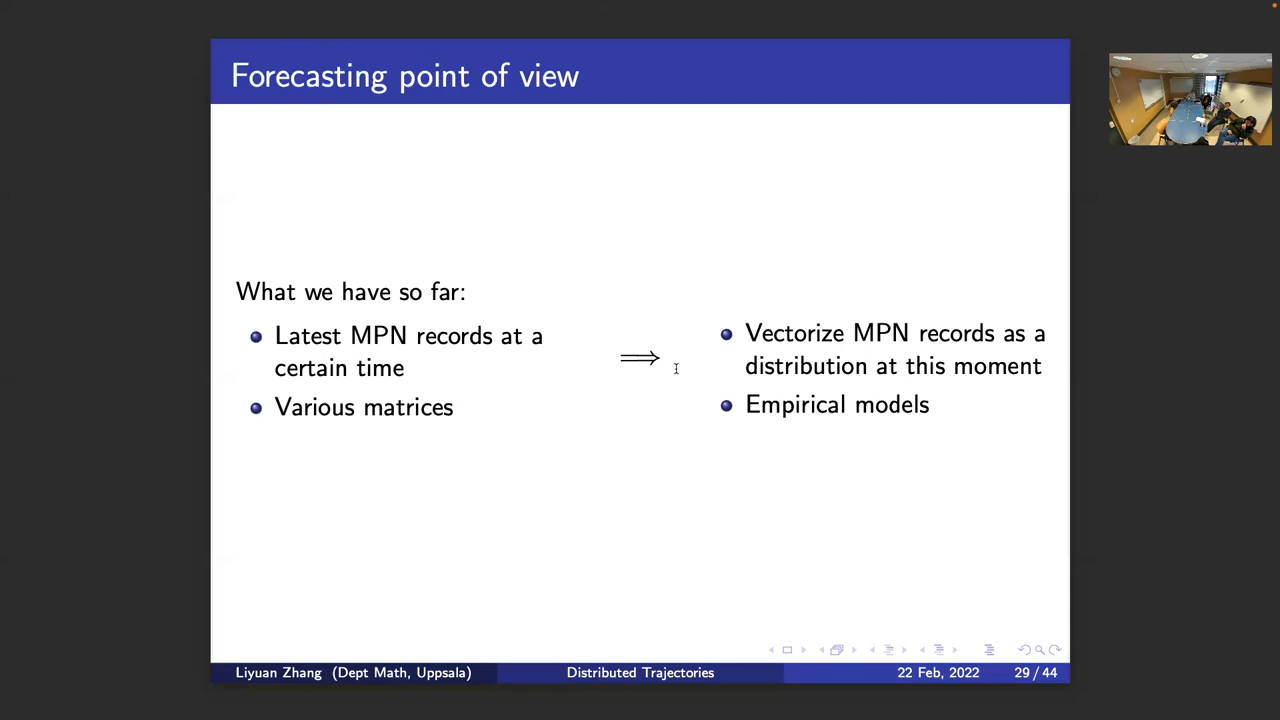 Forecasting point of view
What we have so far:
Latest MPN records at a
certain time
Various matrices
⟹
Vectorize MPN records as a
distribution at this moment
Empirical models
Liyuan Zhang (Dept Math, Uppsala)
Distributed Trajectories
22 Feb, 2022
29 / 44